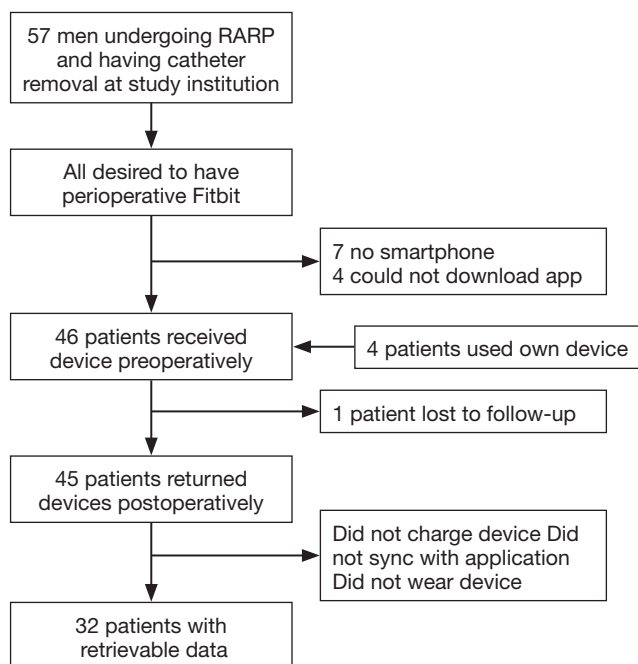 57 men undergoing RARP
and having catheter
removal at study institution
All desired to have
perioperative Fitbit
7 no smartphone
4 could not download app
46 patients received
device preoperatively
4 patients used own device
1 patient lost to follow-up
45 patients returned
devices postoperatively
Did not charge device Did
not sync with application
Did not wear device
32 patients with
retrievable data